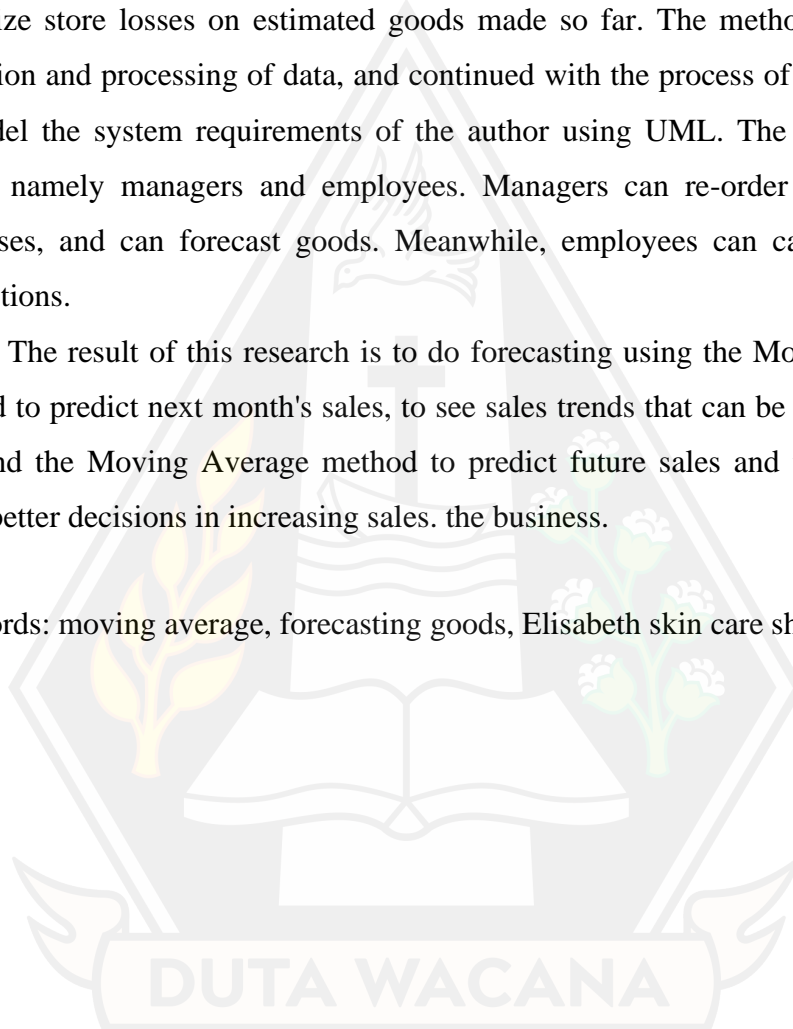 ze store losses on estimated goods made so far. The metho
ion and processing of data, and continued with the process of
del the system requirements of the author using UML. The
namely managers and employees. Managers can re-order
ses, and can forecast goods. Meanwhile, employees can ca
tions.
The result of this research is to do forecasting using the Mo
d to predict next month's sales, to see sales trends that can be
nd the Moving Average method to predict future sales and
better decisions in increasing sales. the business.
ords: moving average, forecasting goods, Elisabeth skin care sh
DUTA WACANA